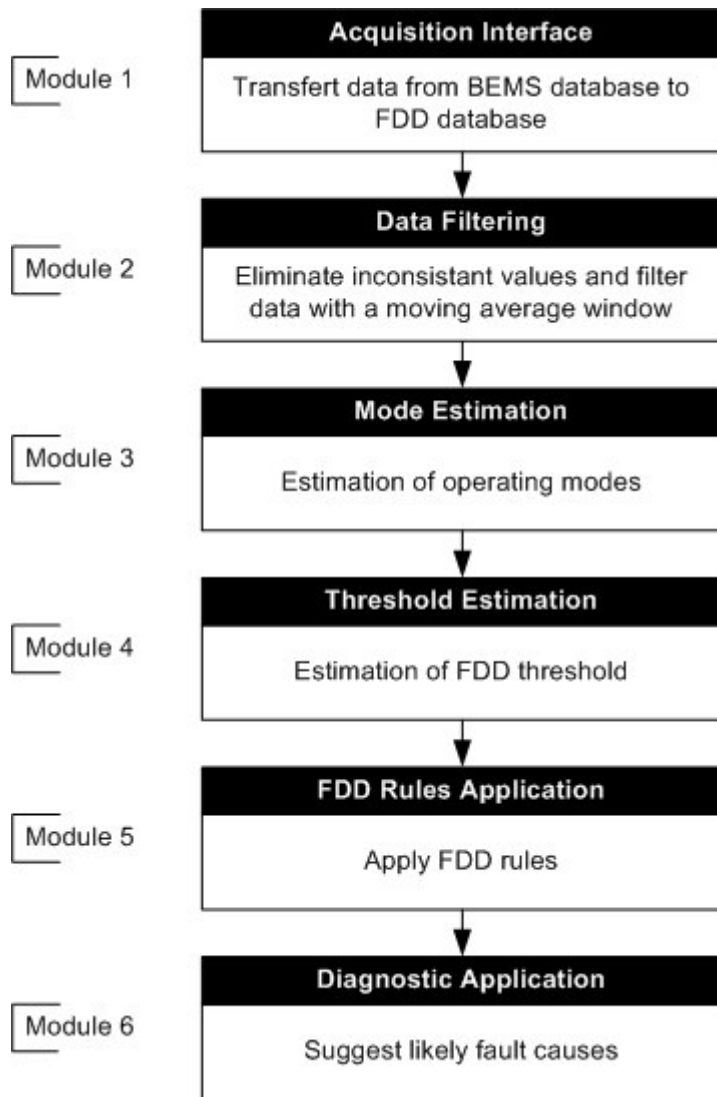 Acquisition Interface
Module 1
Transfert data from BEMS database to
FDD database
Data Filtering
Module 2
Eliminate inconsistant values and filter
data with a moving average window
Mode Estimation
Module 3
Estimation of operating modes
Threshold Estimation
Module 4
Estimation of FDD threshold
FDD Rules Application
Module 5
Apply FDD rules
Diagnostic Application
Module 6
Suggest likely fault causes